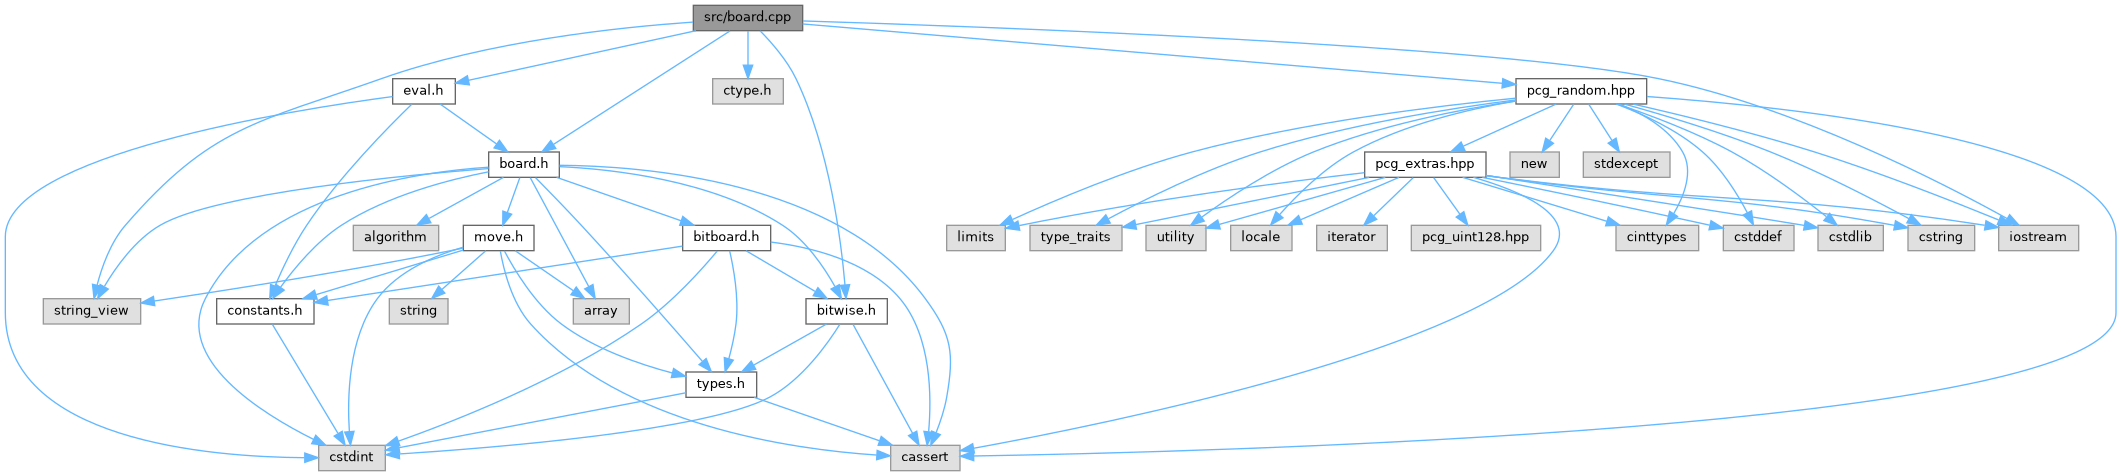 src/board.cpp
eval.h
ctype.h
pcg_random.hpp
board.h
pcg_extras.hpp
new
stdexcept
algorithm
move.h
bitboard.h
limits
type_traits
utility
locale
iterator
pcg_uint128.hpp
cinttypes
cstddef
cstdlib
cstring
iostream
string_view
constants.h
string
array
bitwise.h
types.h
cstdint
cassert